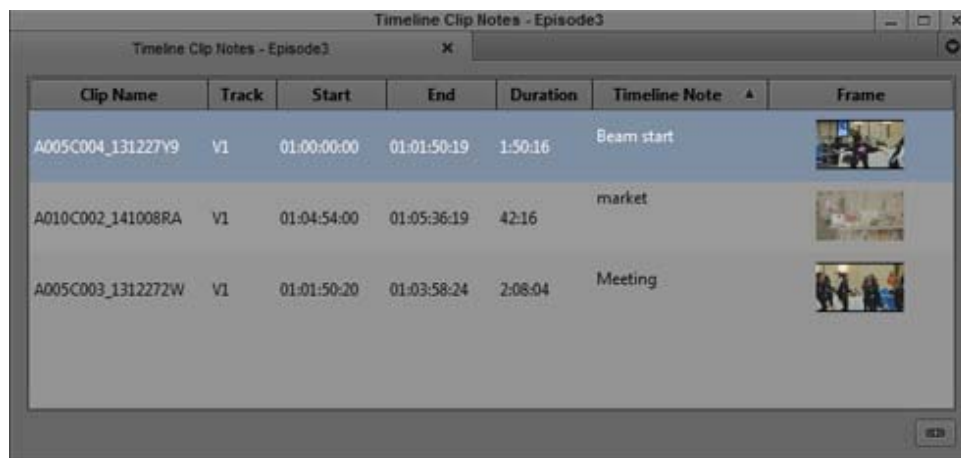 Timeline Clip Notes - Episode3
Timeline Clip Notes - Episode3
Clip Name Track Start End Duration Timeline Note Frame
A005C004_131227Y9 V1 01:00:00:00 01:01:50:19 1:50:16 Beam start
A010C002_141008RA V1 01:04:54:00 01:05:36:19 42:16 market
A005C003_1312272W V1 01:01:50:20 01:03:58:24 2:08:04 Meeting